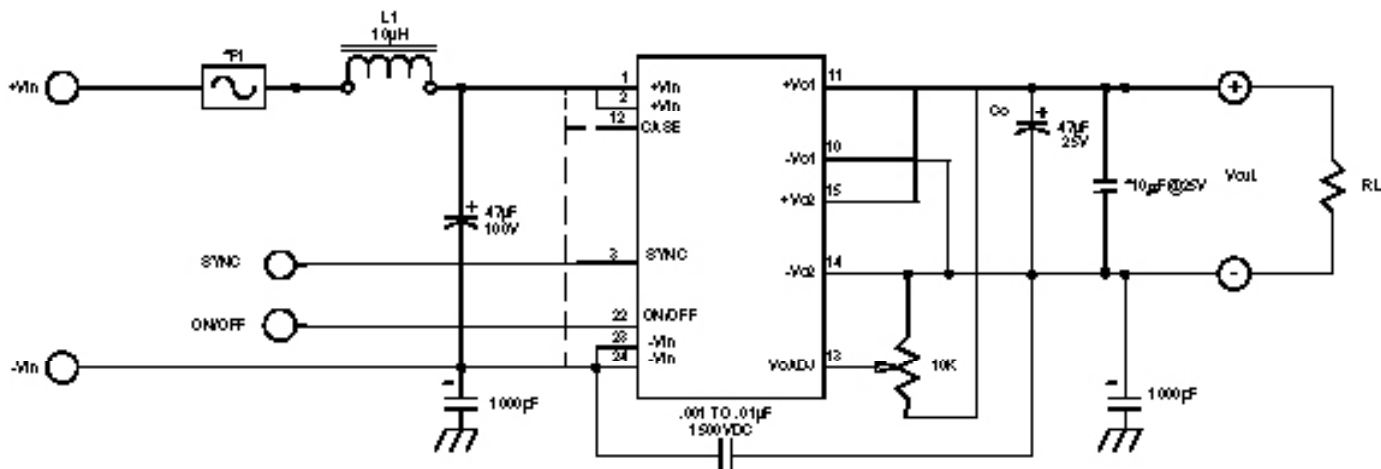 L1
10µH
*F1
+Vin
1
+Vin
2
+Vin
12
CASE
47µF
100V
SYNC
3
SYNC
ON/OFF
22
ON/OFF
23
-Vin
24
-Vin
-Vin
1000pF
+Vo1
11
-Vo1
10
+Vo2
15
-Vo2
14
VoADJ
13
10K
Co
47µF
25V
*10µF@25V
+
Vout
-
RL
1000pF
.001 TO .01µF
1500VDC